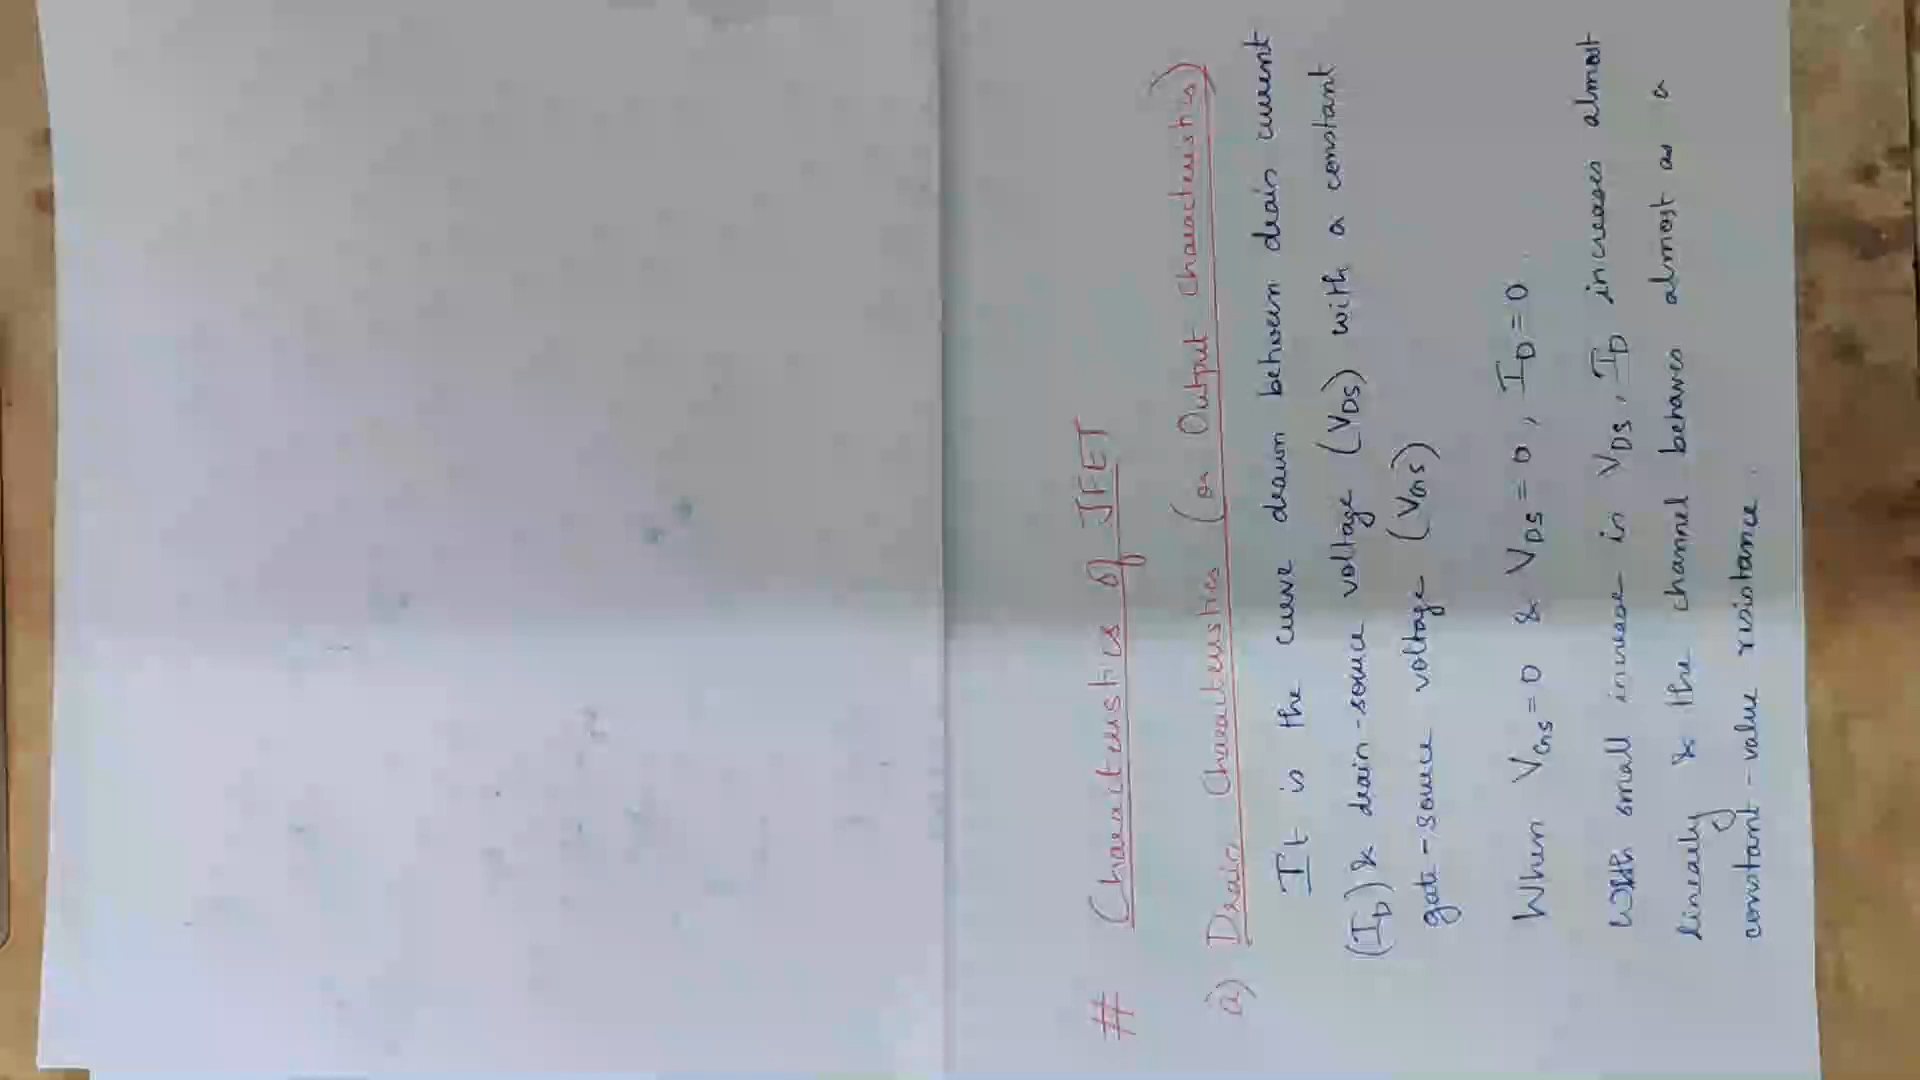 # Characteristics of JFET
a) Drain Characteristics (or Output Characteristics)
It is the curve drawn between drain current
(ID) & drain-source voltage (VDS) with a constant
gate-source voltage (VGS)
When VGS=0 & VDS=0, ID=0.
With small increase in VDS, ID increases almost
linearly & the channel behaves almost as a
constant-value resistance.